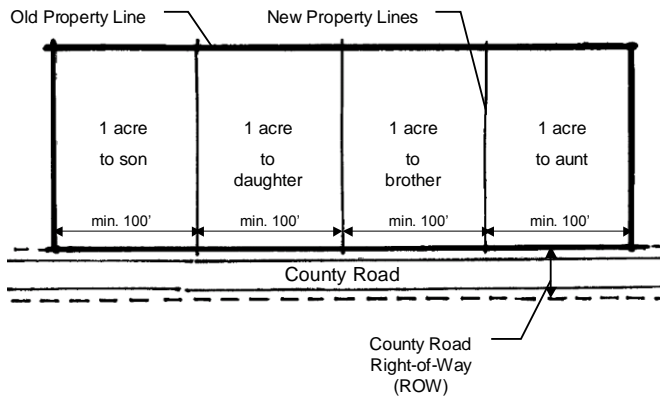 Old Property Line
New Property Lines
1 acre
to son
1 acre
to
daughter
1 acre
to
brother
1 acre
to aunt
min. 100'
min. 100'
min. 100'
min. 100'
County Road
County Road
Right-of-Way
(ROW)